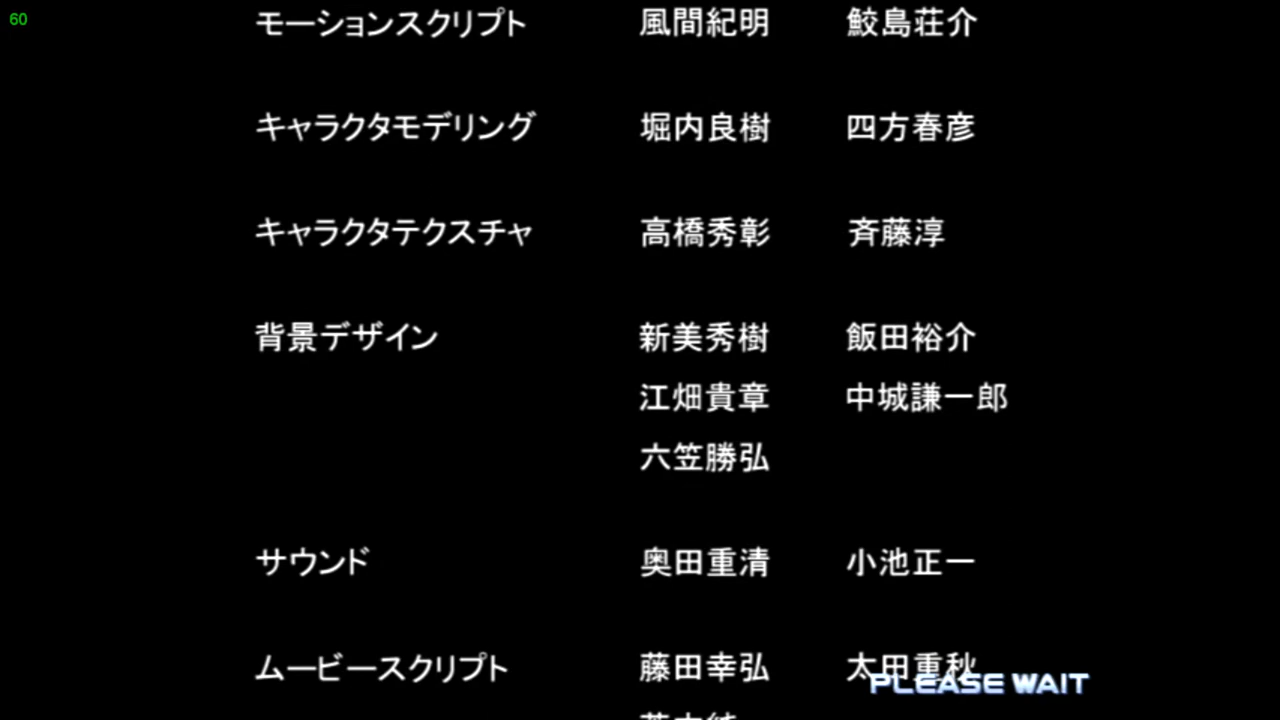 60
モーションスクリプト 風間紀明 鮫島荘介
キャラクタモデリング 堀内良樹 四方春彦
キャラクタテクスチャ 高橋秀彰 斉藤淳
背景デザイン 新美秀樹 飯田裕介
江畑貴章 中城謙一郎
六笠勝弘
サウンド 奥田重清 小池正一
ムービースクリプト 藤田幸弘 太田重秋
PLEASE WAIT